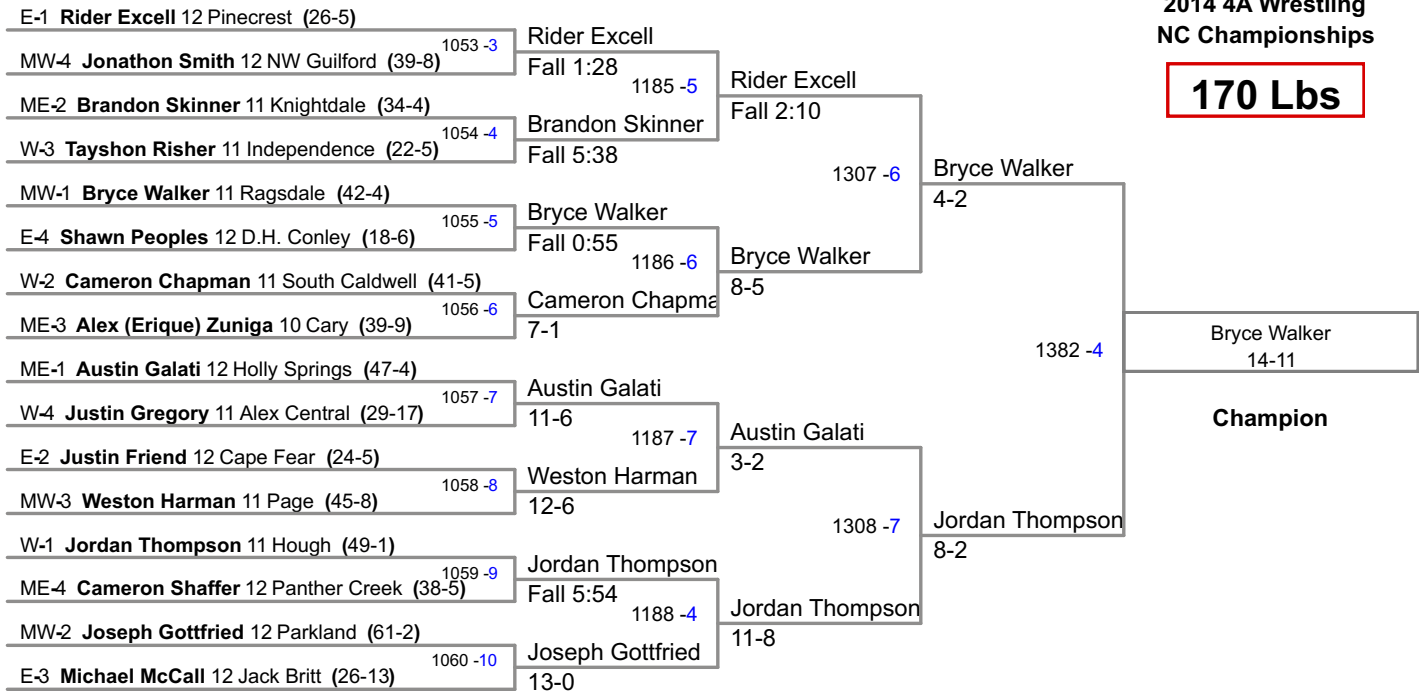 2014 4A Wrestling
NC Championships
170 Lbs
E-1 Rider Excell 12 Pinecrest (26-5)
1053 -3
MW-4 Jonathon Smith 12 NW Guilford (39-8)
ME-2 Brandon Skinner 11 Knightdale (34-4)
1054 -4
W-3 Tayshon Risher 11 Independence (22-5)
MW-1 Bryce Walker 11 Ragsdale (42-4)
1055 -5
E-4 Shawn Peoples 12 D.H. Conley (18-6)
W-2 Cameron Chapman 11 South Caldwell (41-5)
1056 -6
ME-3 Alex (Erique) Zuniga 10 Cary (39-9)
ME-1 Austin Galati 12 Holly Springs (47-4)
1057 -7
W-4 Justin Gregory 11 Alex Central (29-17)
E-2 Justin Friend 12 Cape Fear (24-5)
1058 -8
MW-3 Weston Harman 11 Page (45-8)
W-1 Jordan Thompson 11 Hough (49-1)
1059 -9
ME-4 Cameron Shaffer 12 Panther Creek (38-5)
MW-2 Joseph Gottfried 12 Parkland (61-2)
1060 -10
E-3 Michael McCall 12 Jack Britt (26-13)
Rider Excell
Fall 1:28
1185 -5
Brandon Skinner
Fall 5:38
Bryce Walker
Fall 0:55
1186 -6
Cameron Chapma
7-1
Austin Galati
11-6
1187 -7
Weston Harman
12-6
Jordan Thompson
Fall 5:54
1188 -4
Joseph Gottfried
13-0
Rider Excell
Fall 2:10
1307 -6
Bryce Walker
8-5
Austin Galati
3-2
1308 -7
Jordan Thompson
11-8
Bryce Walker
4-2
1382 -4
Jordan Thompson
8-2
Bryce Walker
14-11
Champion